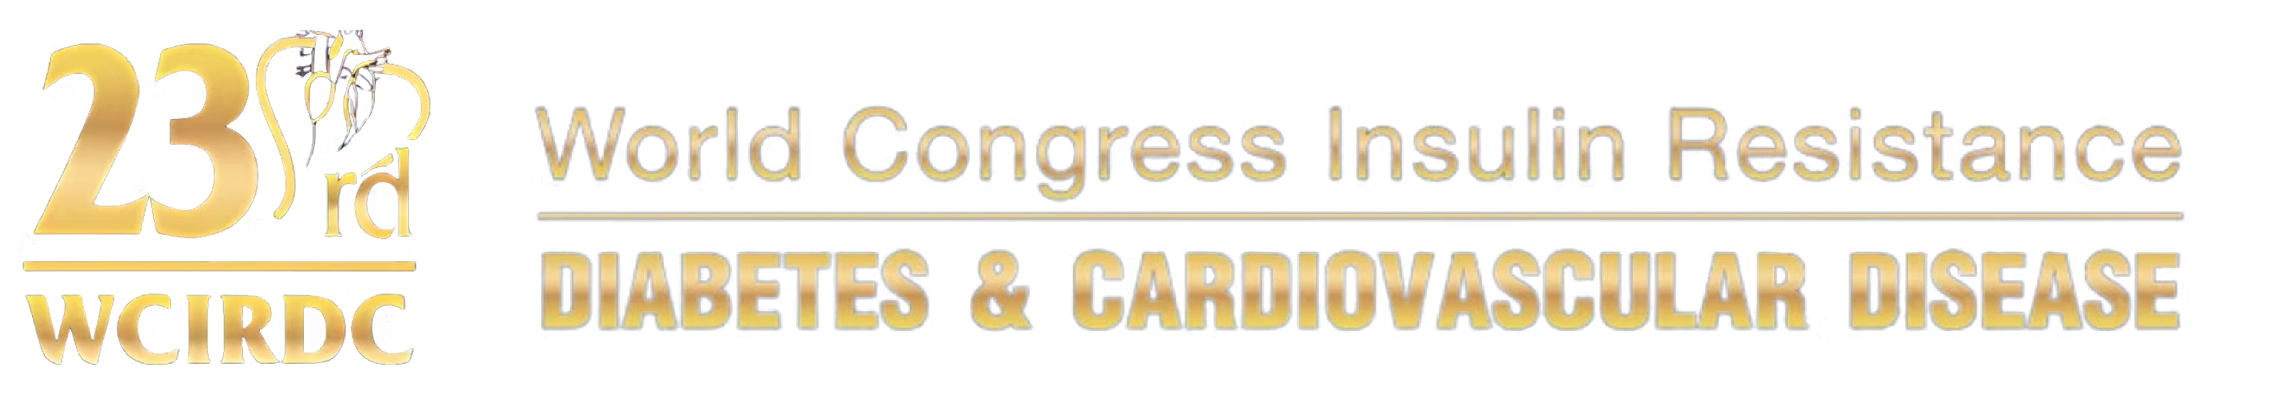 23rd
WCIRDC
World Congress Insulin Resistance
DIABETES & CARDIOVASCULAR DISEASE